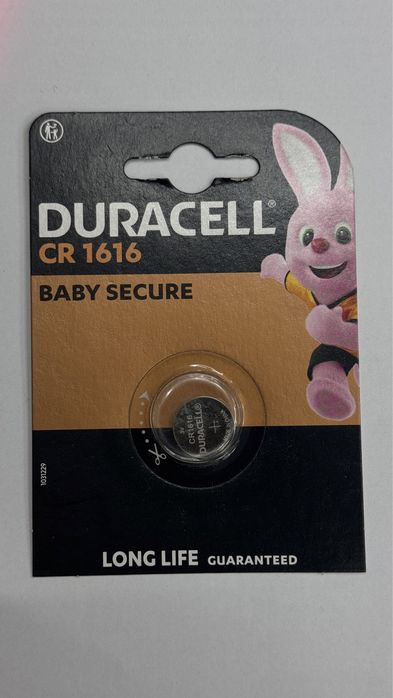 DURACELL®
CR 1616
BABY SECURE
CR1616
DURACELL®
1031229
LONG LIFE GUARANTEED